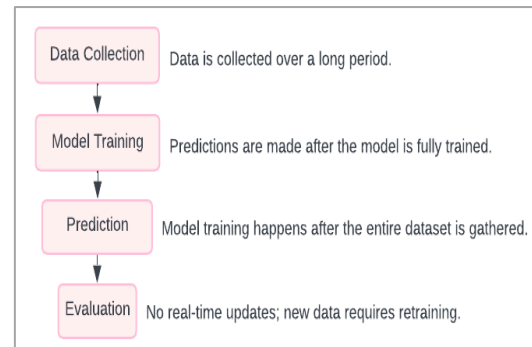 Data Collection Data is collected over a long period.
Model Training Predictions are made after the model is fully trained.
Prediction Model training happens after the entire dataset is gathered.
Evaluation No real-time updates; new data requires retraining.